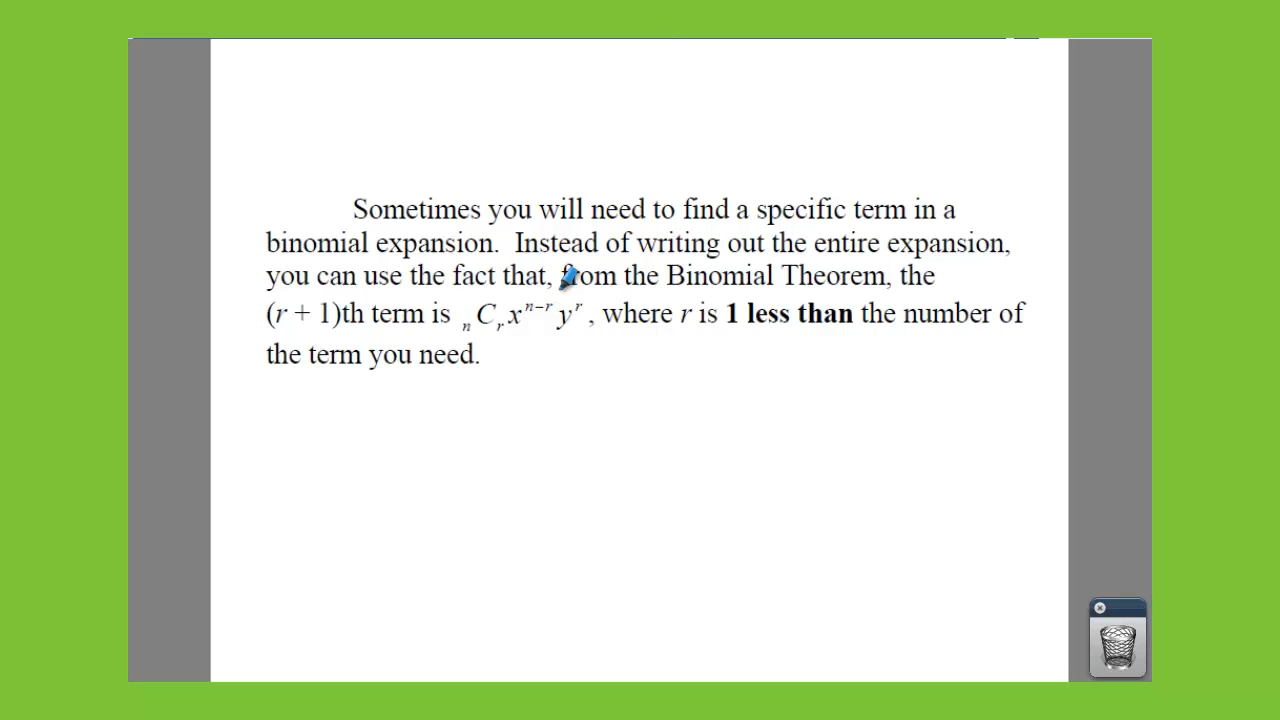 Sometimes you will need to find a specific term in a
binomial expansion. Instead of writing out the entire expansion,
you can use the fact that, from the Binomial Theorem, the
(r + 1)th term is ₙCᵣxⁿ⁻ʳyʳ, where r is 1 less than the number of
the term you need.